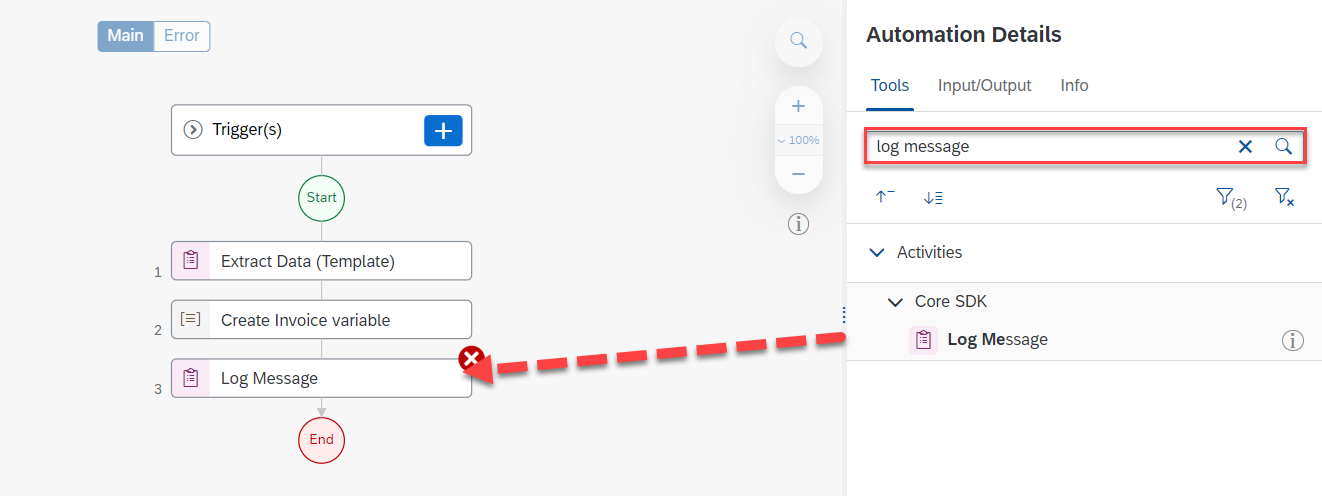 Main Error
Trigger(s)
Start
1 Extract Data (Template)
2 Create Invoice variable
3 Log Message
End
100%
Automation Details
Tools Input/Output Info
log message
(2)
Activities
Core SDK
Log Message